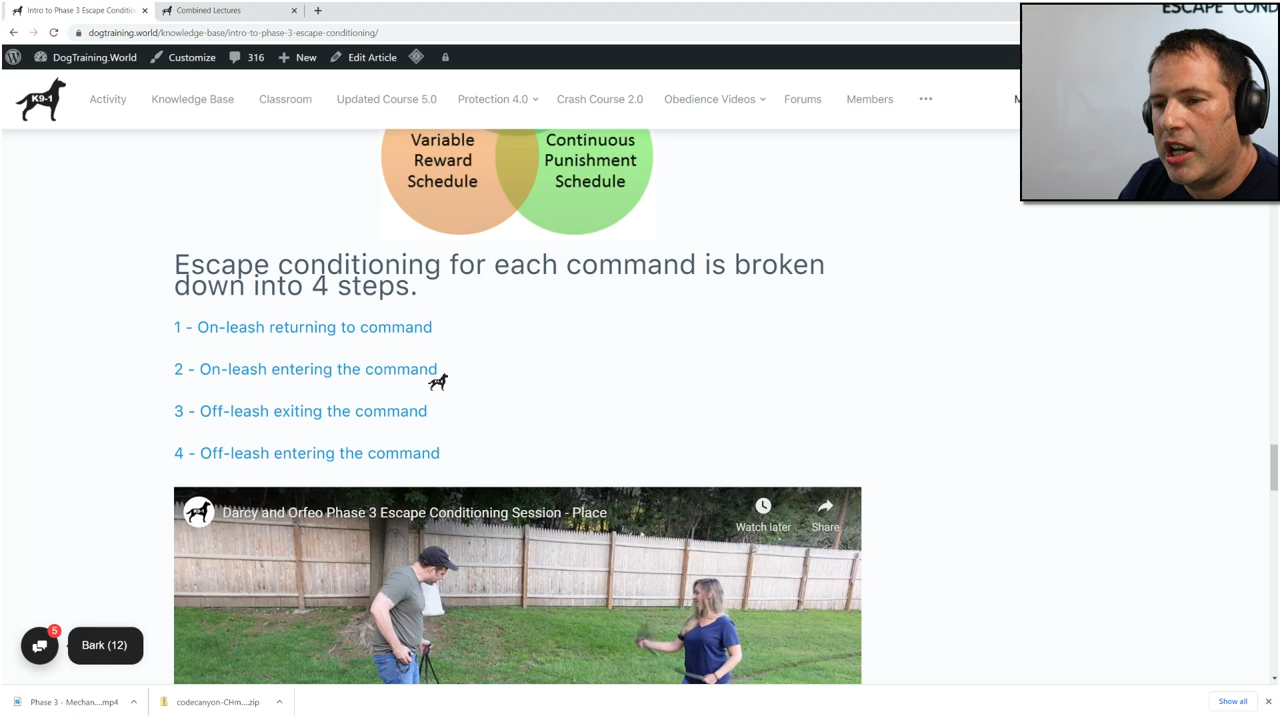 Intro to Phase 3 Escape Conditio
Combined Lectures
ESCAPE COND
dogtraining.world/knowledge-base/intro-to-phase-3-escape-conditioning/
DogTraining.World
Customize
316
New
Edit Article
K9-1
Activity
Knowledge Base
Classroom
Updated Course 5.0
Protection 4.0
Crash Course 2.0
Obedience Videos
Forums
Members
M
Variable
Reward
Schedule
Continuous
Punishment
Schedule
Escape conditioning for each command is broken
down into 4 steps.
1 - On-leash returning to command
2 - On-leash entering the command
3 - Off-leash exiting the command
4 - Off-leash entering the command
Darcy and Orfeo Phase 3 Escape Conditioning Session - Place
Watch later
Share
5
Bark (12)
Phase 3 - Mechan....mp4
codecanyon-CHm....zip
Show all